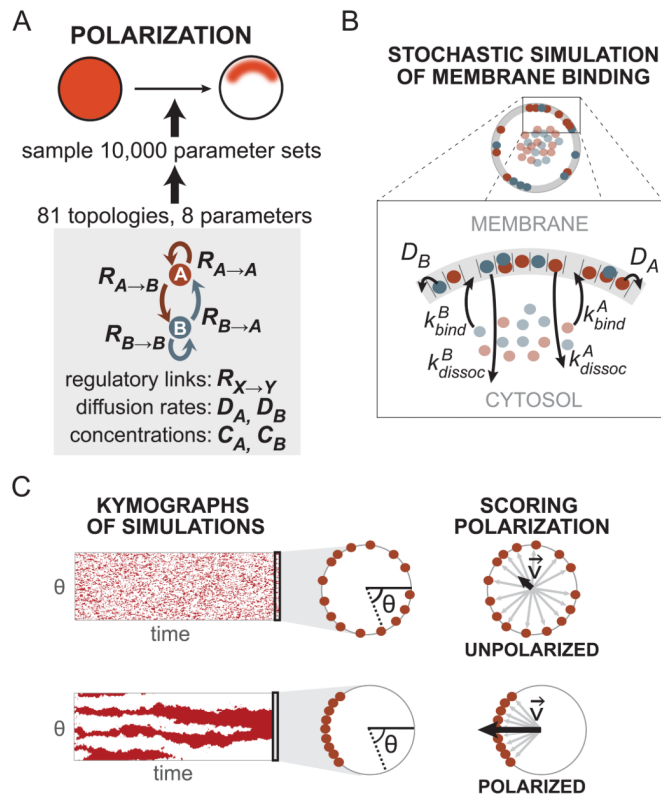 A
POLARIZATION
sample 10,000 parameter sets
81 topologies, 8 parameters
R_{A→B}
A
R_{A→A}
R_{B→B}
B
R_{B→A}
regulatory links: R_{X→Y}
diffusion rates: D_A, D_B
concentrations: C_A, C_B
B
STOCHASTIC SIMULATION
OF MEMBRANE BINDING
MEMBRANE
D_B
D_A
k^B_{bind}
k^A_{bind}
k^B_{dissoc}
k^A_{dissoc}
CYTOSOL
C
KYMOGRAPHS
OF SIMULATIONS
SCORING
POLARIZATION
θ
time
θ
v⃗
UNPOLARIZED
θ
time
θ
v⃗
POLARIZED